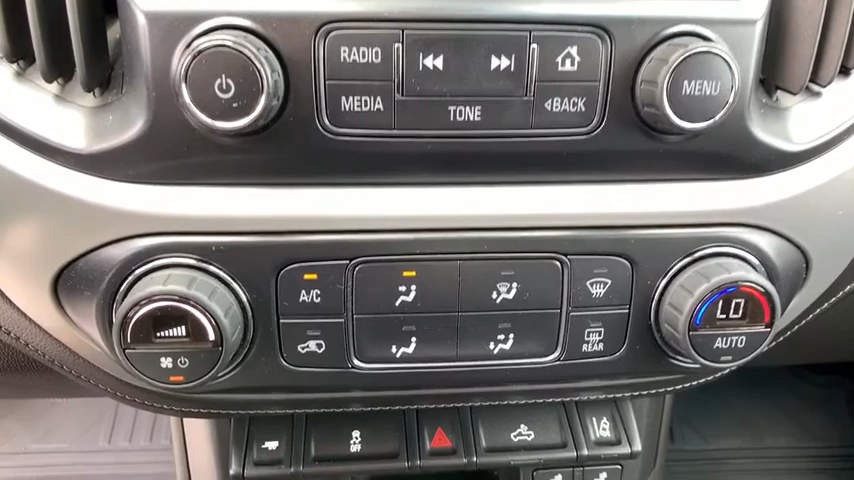 RADIO
MEDIA
TONE
BACK
MENU
A/C
REAR
LO
AUTO
OFF